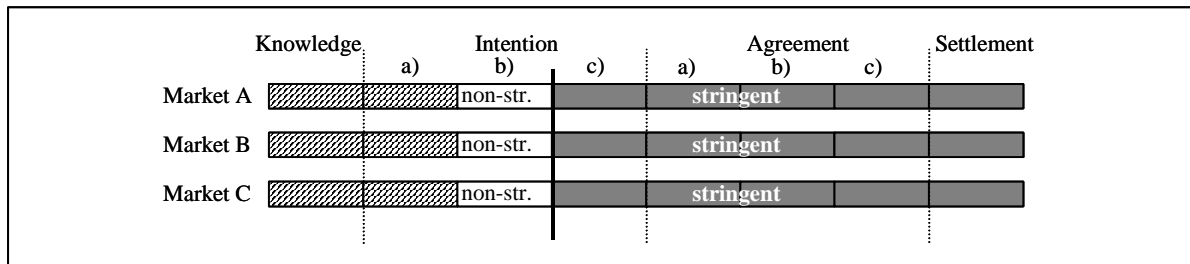 Knowledge Intention Agreement Settlement
a) b) c) a) b) c)
Market A non-str. stringent
Market B non-str. stringent
Market C non-str. stringent